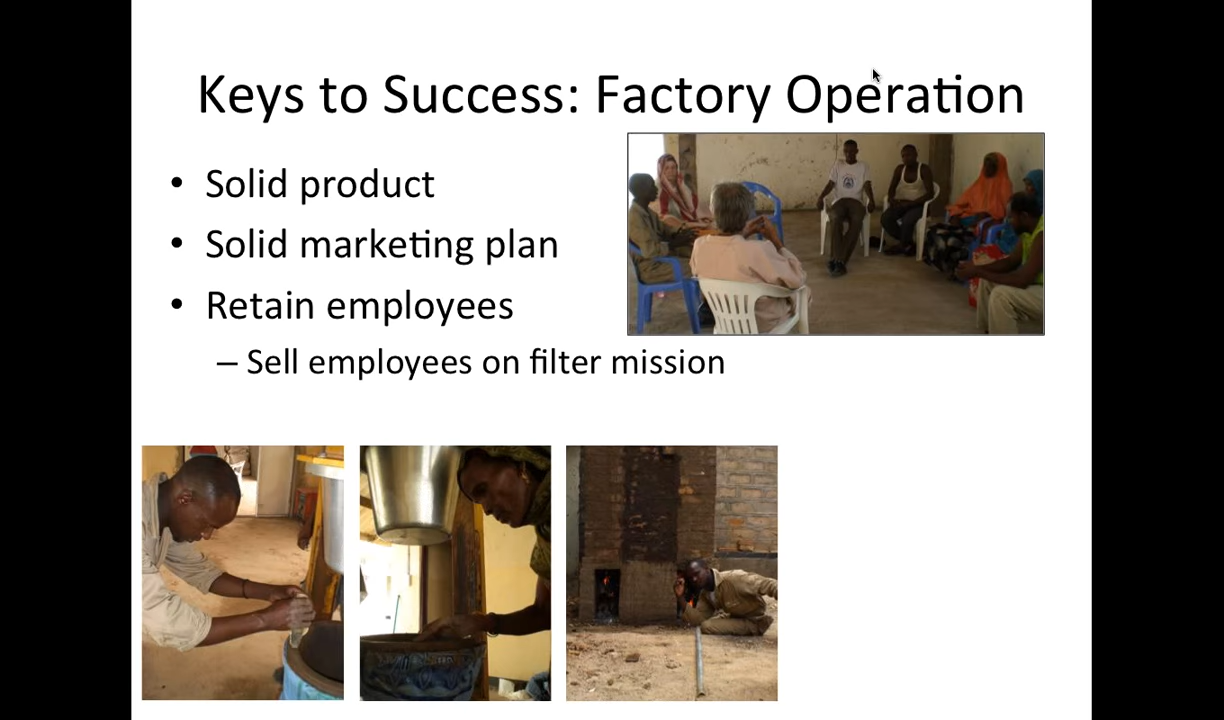 Keys to Success: Factory Operation
• Solid product
• Solid marketing plan
• Retain employees
– Sell employees on filter mission